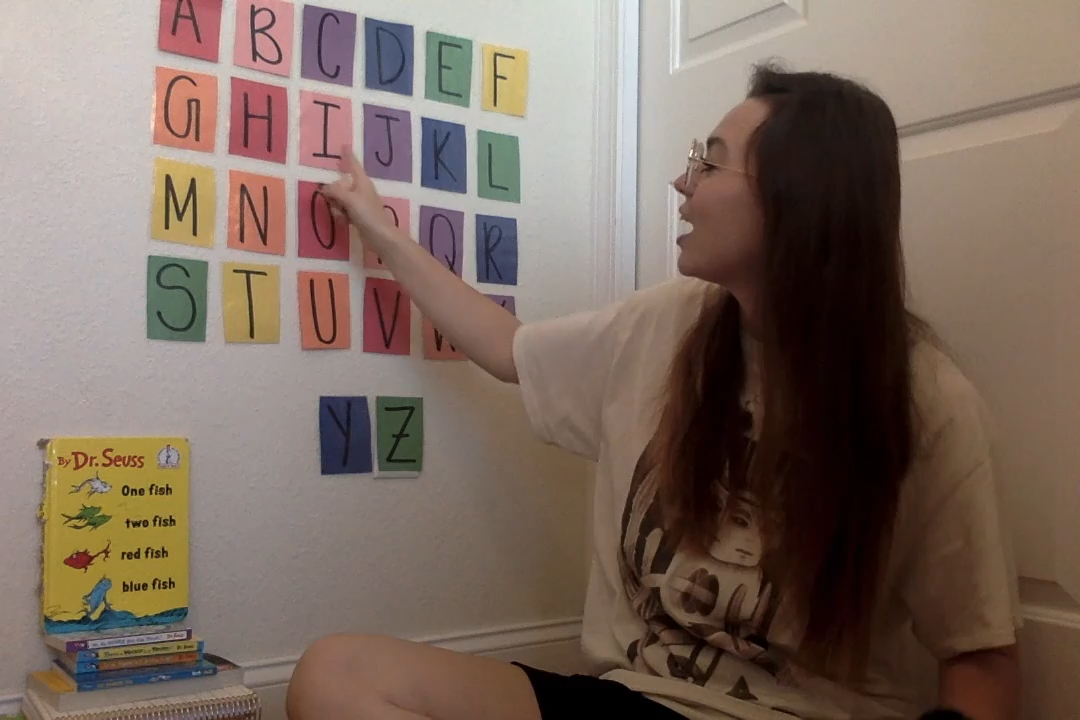 A B C D E F
G H I J K L
M N O P Q R
S T U V W
Y Z
By Dr. Seuss
One fish
two fish
red fish
blue fish